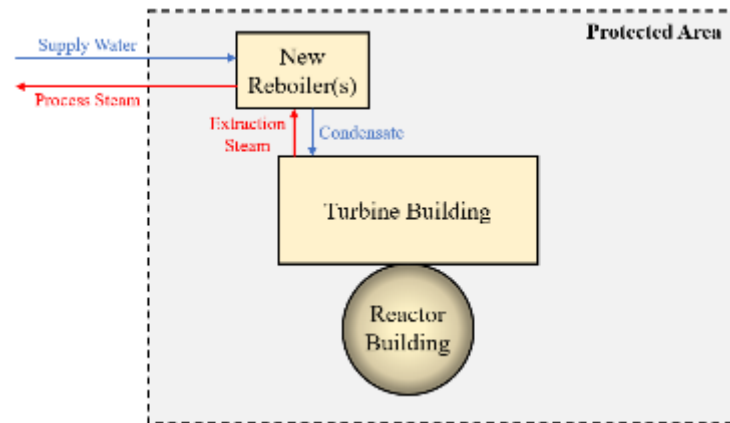 Protected Area
Supply Water
New
Reboiler(s)
Process Steam
Extraction
Steam
Condensate
Turbine Building
Reactor
Building